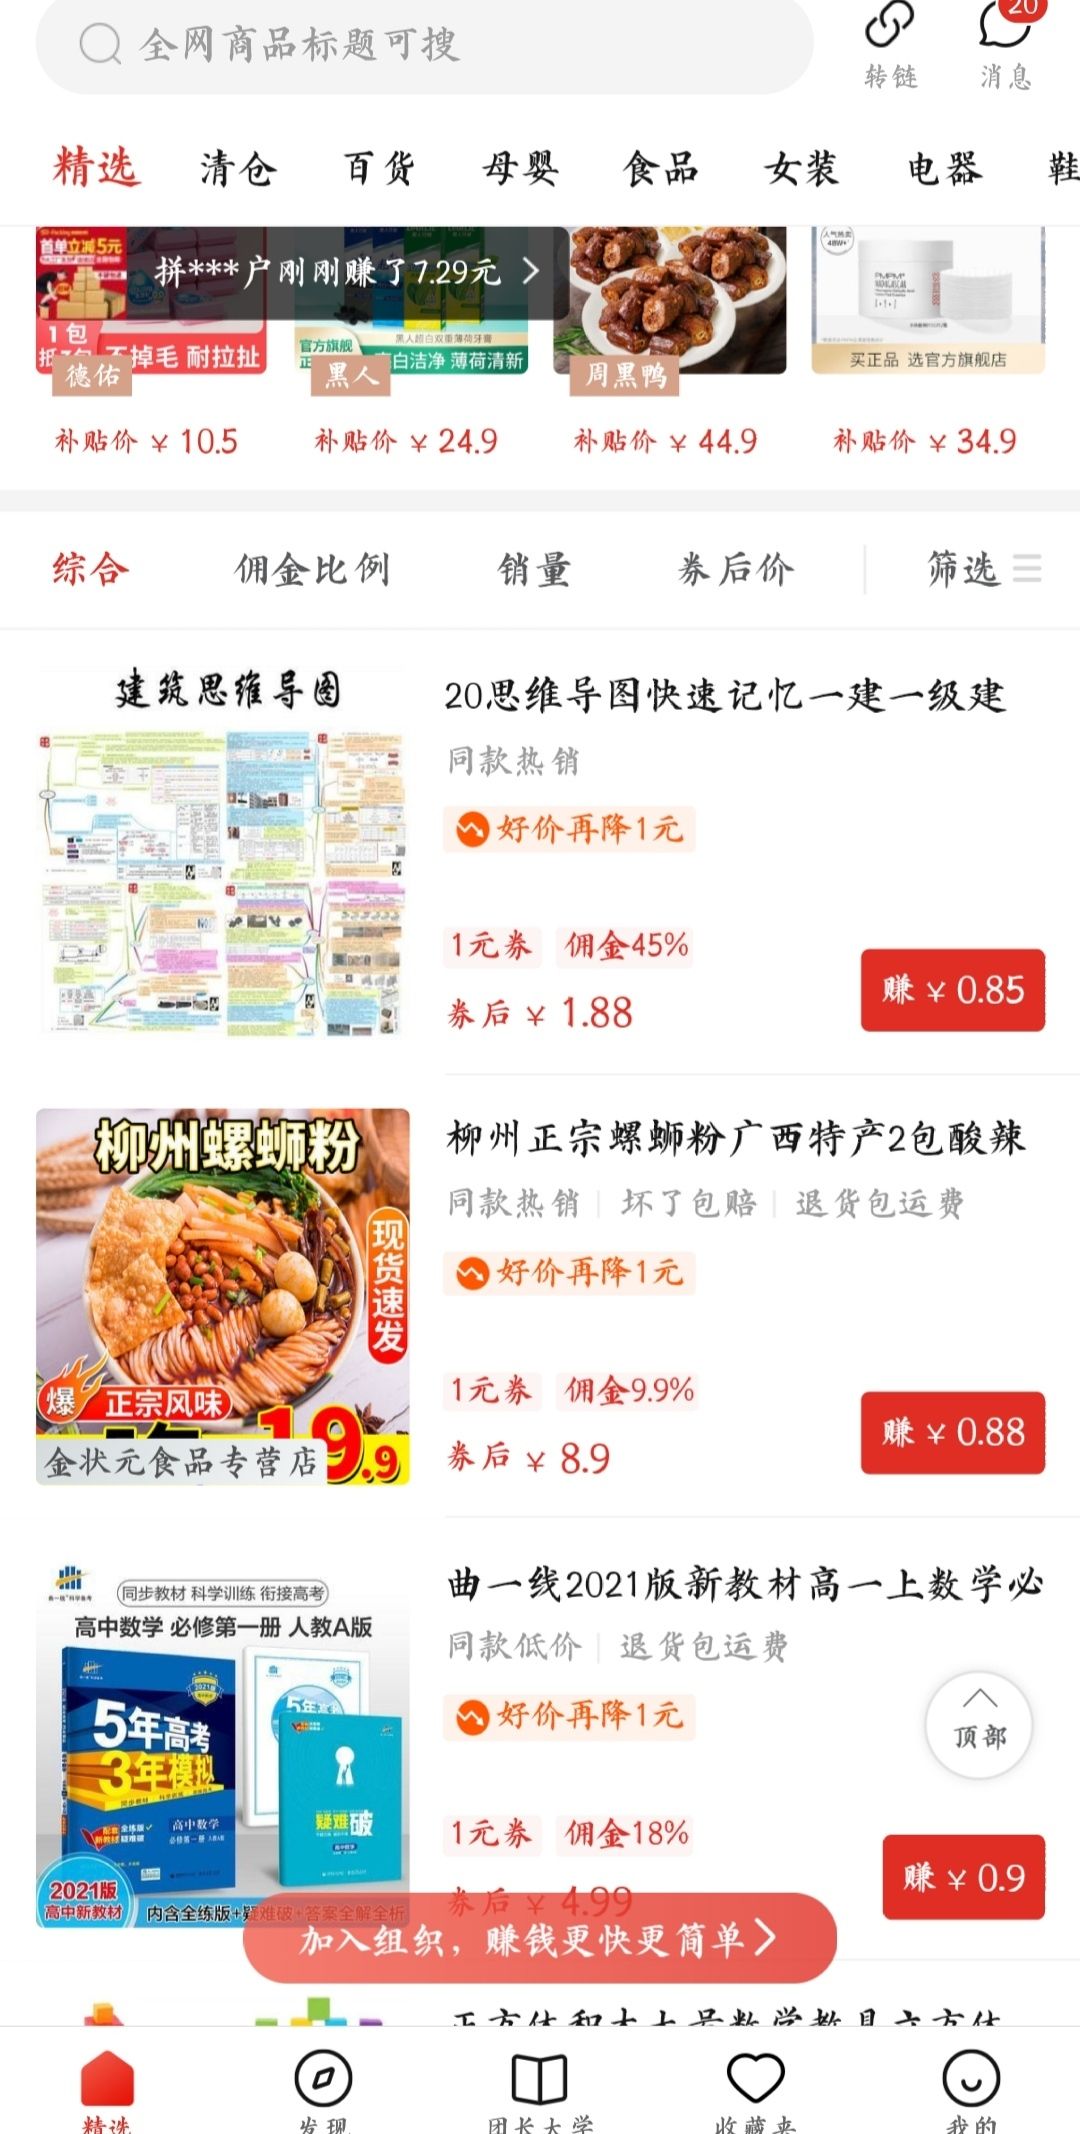 全网商品标题可搜
转链
20
消息
精选 清仓 百货 母婴 食品 女装 电器 鞋
首单立减5元
拼***户刚刚赚了7.29元
1包
不掉毛 耐拉扯
德佑
补贴价 ¥ 10.5
黑人超白双重薄荷牙膏
官方旗舰
白洁净 薄荷清新
黑人
补贴价 ¥ 24.9
周黑鸭
补贴价 ¥ 44.9
人气热卖
48W+
PMPM
买正品 选官方旗舰店
补贴价 ¥ 34.9
综合 佣金比例 销量 券后价 筛选
建筑思维导图
20思维导图快速记忆一建一级建
同款热销
好价再降1元
1元券 佣金45%
券后 ¥ 1.88
赚 ¥ 0.85
柳州螺蛳粉
现货速发
爆
正宗风味
19.9
金状元食品专营店
柳州正宗螺蛳粉广西特产2包酸辣
同款热销 坏了包赔 退货包运费
好价再降1元
1元券 佣金9.9%
券后 ¥ 8.9
赚 ¥ 0.88
同步教材 科学训练 衔接高考
高中数学 必修第一册 人教A版
5年高考
3年模拟
高中数学
疑难破
2021版
高中新教材
内含全练版+疑难破+答案全解全析
曲一线2021版新教材高一上数学必
同款低价 退货包运费
好价再降1元
1元券 佣金18%
券后 ¥ 4.99
赚 ¥ 0.9
顶部
加入组织，赚钱更快更简单
精选 发现 团长大学 收藏夹 我的